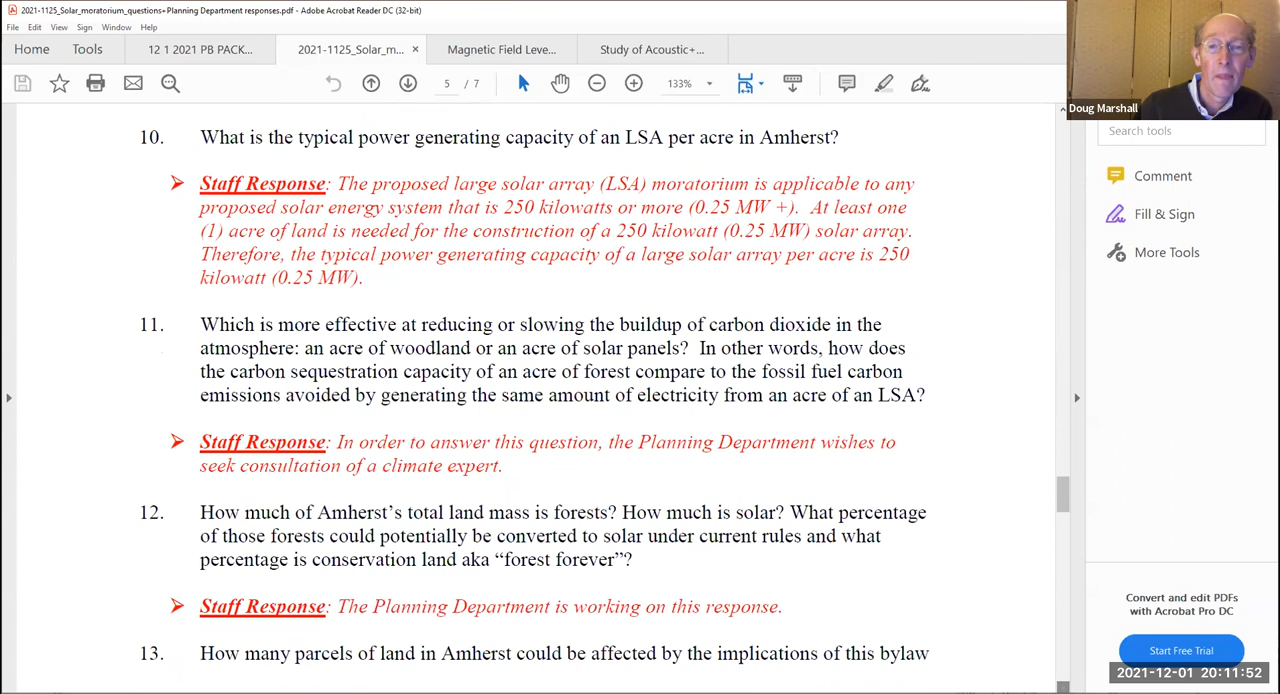 2021-1125_Solar_moratorium_questions+Planning Department responses.pdf - Adobe Acrobat Reader DC (32-bit)
File Edit View Sign Window Help
Home Tools 12 1 2021 PB PACK... 2021-1125_Solar_m... × Magnetic Field Leve... Study of Acoustic+...
5 / 7 133%
Doug Marshall
Search tools
Comment
Fill & Sign
More Tools
10. What is the typical power generating capacity of an LSA per acre in Amherst?
Staff Response: The proposed large solar array (LSA) moratorium is applicable to any
proposed solar energy system that is 250 kilowatts or more (0.25 MW +). At least one
(1) acre of land is needed for the construction of a 250 kilowatt (0.25 MW) solar array.
Therefore, the typical power generating capacity of a large solar array per acre is 250
kilowatt (0.25 MW).
11. Which is more effective at reducing or slowing the buildup of carbon dioxide in the
atmosphere: an acre of woodland or an acre of solar panels? In other words, how does
the carbon sequestration capacity of an acre of forest compare to the fossil fuel carbon
emissions avoided by generating the same amount of electricity from an acre of an LSA?
Staff Response: In order to answer this question, the Planning Department wishes to
seek consultation of a climate expert.
12. How much of Amherst's total land mass is forests? How much is solar? What percentage
of those forests could potentially be converted to solar under current rules and what
percentage is conservation land aka “forest forever”?
Staff Response: The Planning Department is working on this response.
13. How many parcels of land in Amherst could be affected by the implications of this bylaw
Convert and edit PDFs
with Acrobat Pro DC
Start Free Trial
2021-12-01 20:11:52